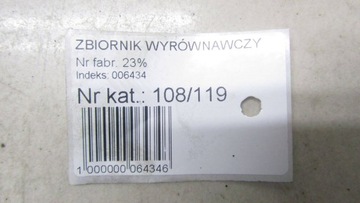 ZBIORNIK WYRÓWNAWCZY
Nr fabr. 23%
Indeks: 006434
Nr kat.: 108/119
1 000000 064346